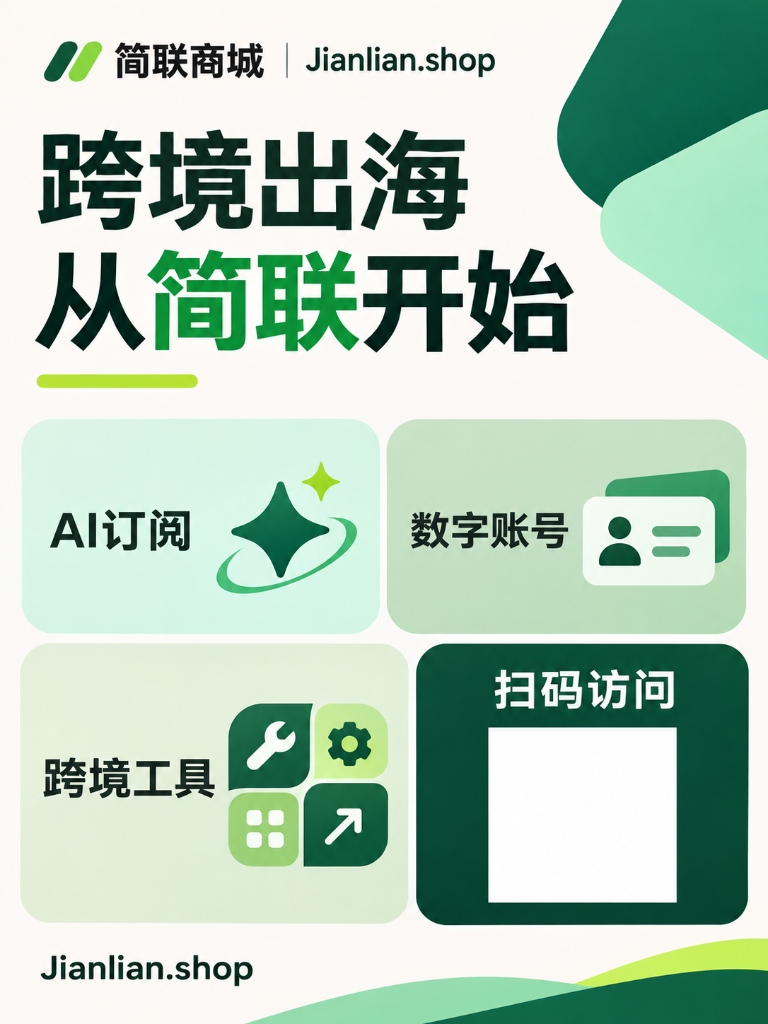 简联商城 | Jianlian.shop
跨境出海
从简联开始
AI订阅
数字账号
跨境工具
扫码访问
Jianlian.shop